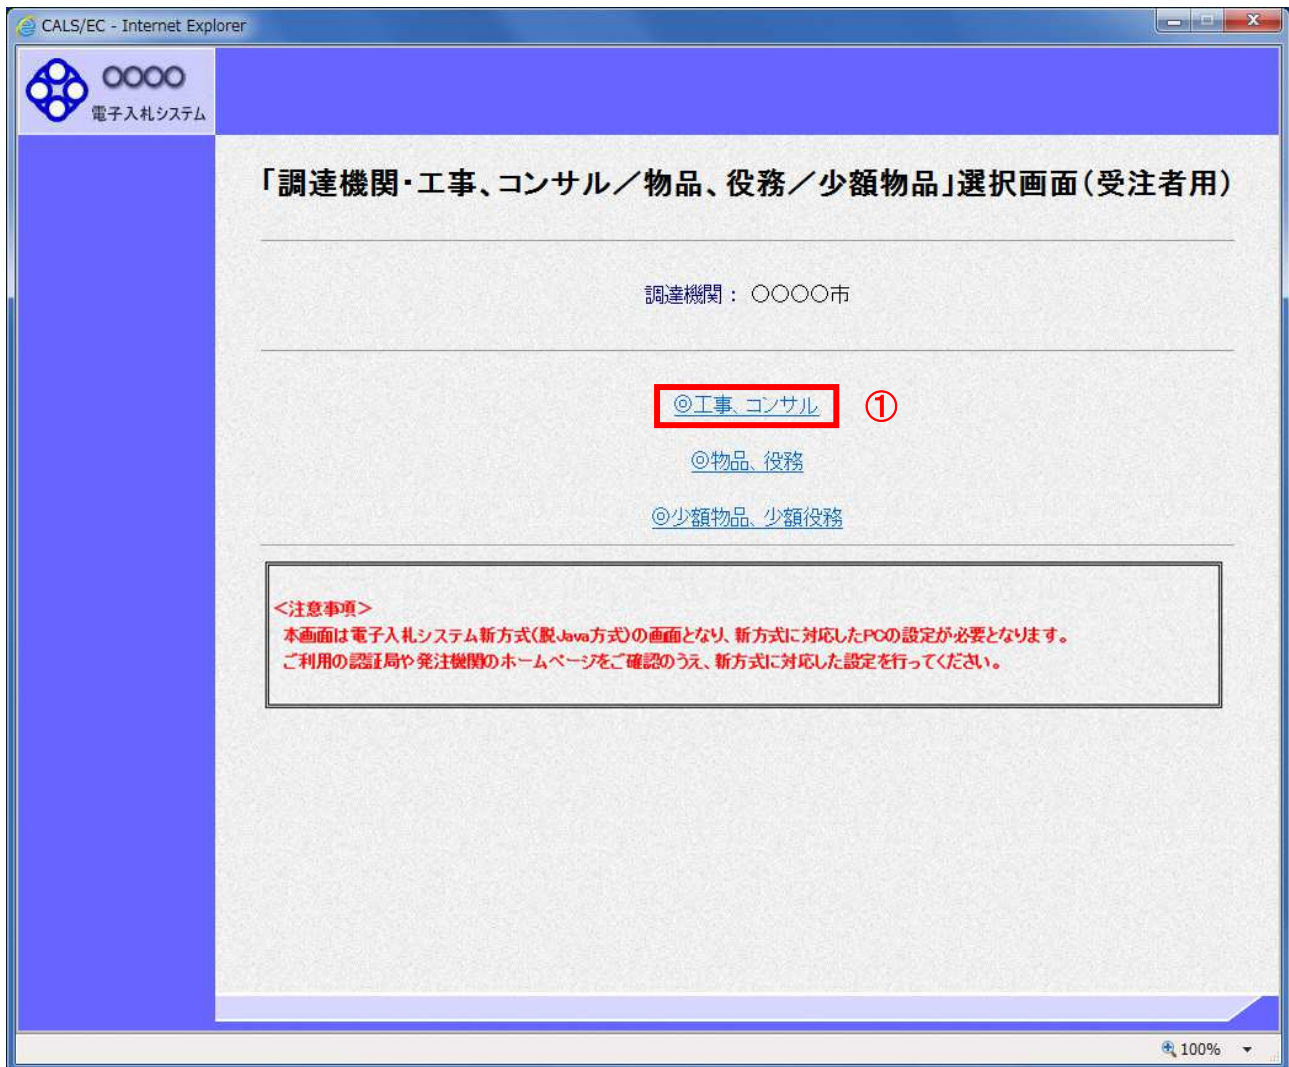 CALS/EC - Internet Explorer
〇〇〇〇
電子入札システム
「調達機関・工事、コンサル／物品、役務／少額物品」選択画面（受注者用）
調達機関： 〇〇〇〇市
◎工事、コンサル ①
◎物品、役務
◎少額物品、少額役務
＜注意事項＞
本画面は電子入札システム新方式（脱Java方式）の画面となり、新方式に対応したPCの設定が必要となります。
ご利用の認証局や発注機関のホームページをご確認のうえ、新方式に対応した設定を行ってください。
100%